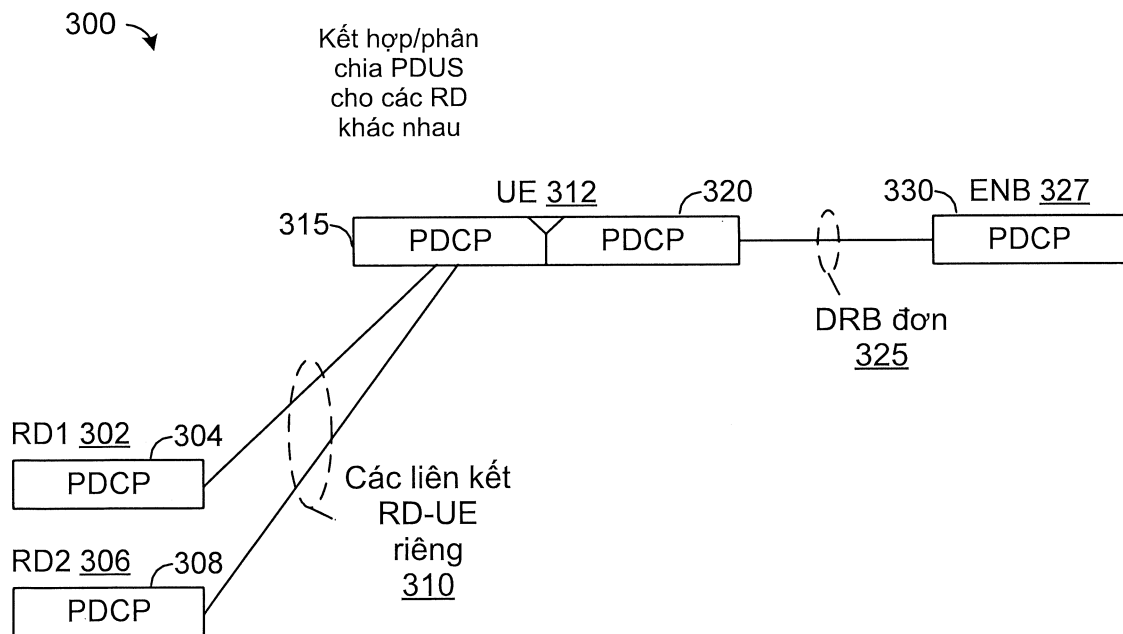 300
Kết hợp/phân
chia PDUS
cho các RD
khác nhau
UE 312
320
330
ENB 327
315
PDCP
PDCP
PDCP
DRB đơn
325
RD1 302
304
PDCP
Các liên kết
RD-UE
riêng
310
RD2 306
308
PDCP